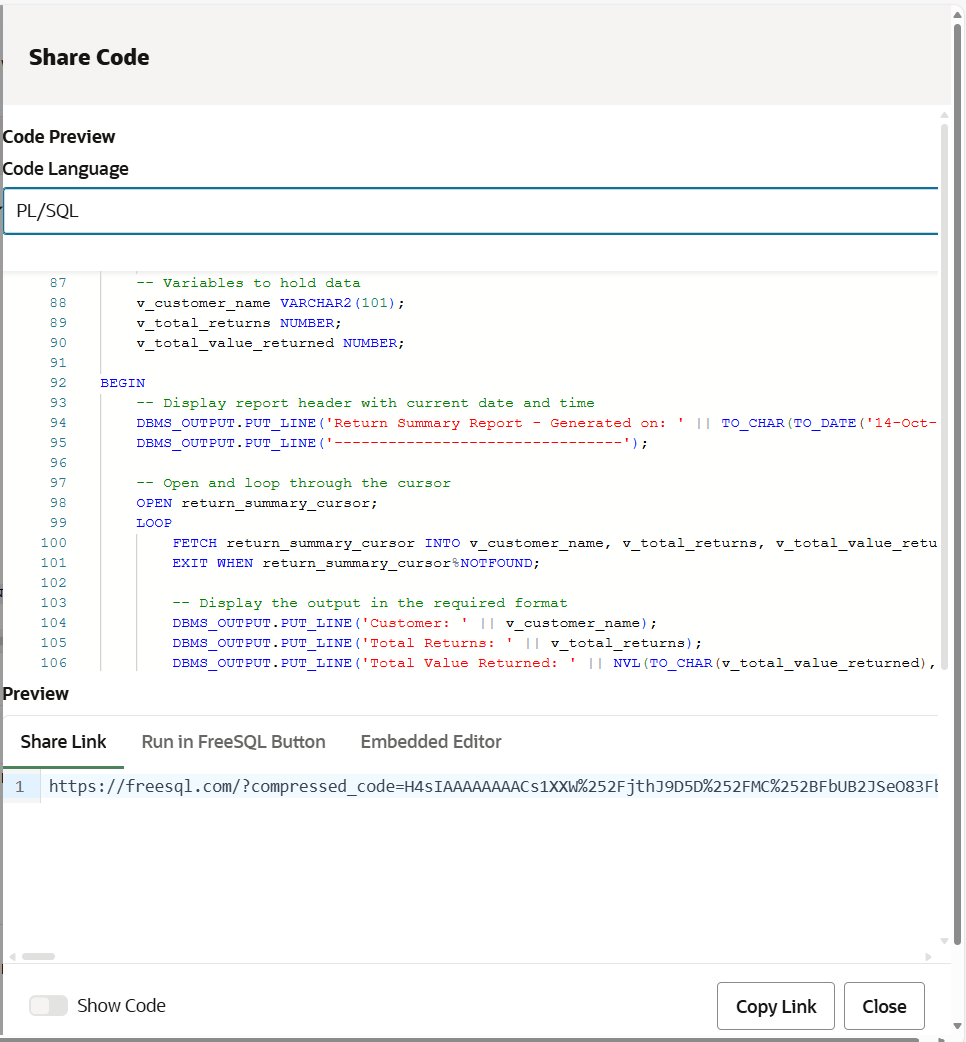 Share Code
Code Preview
Code Language
PL/SQL
87 -- Variables to hold data
88 v_customer_name VARCHAR2(101);
89 v_total_returns NUMBER;
90 v_total_value_returned NUMBER;
91
92 BEGIN
93 -- Display report header with current date and time
94 DBMS_OUTPUT.PUT_LINE('Return Summary Report - Generated on: ' || TO_CHAR(TO_DATE('14-Oct-
95 DBMS_OUTPUT.PUT_LINE('--------------------------------');
96
97 -- Open and loop through the cursor
98 OPEN return_summary_cursor;
99 LOOP
100 FETCH return_summary_cursor INTO v_customer_name, v_total_returns, v_total_value_retu
101 EXIT WHEN return_summary_cursor%NOTFOUND;
102
103 -- Display the output in the required format
104 DBMS_OUTPUT.PUT_LINE('Customer: ' || v_customer_name);
105 DBMS_OUTPUT.PUT_LINE('Total Returns: ' || v_total_returns);
106 DBMS_OUTPUT.PUT_LINE('Total Value Returned: ' || NVL(TO_CHAR(v_total_value_returned),
Preview
Share Link Run in FreeSQL Button Embedded Editor
1 https://freesql.com/?compressed_code=H4sIAAAAAAAACs1XXW%252FjthJ9D5D%252FMC%252BFbUB2JSeO83Fb
Show Code Copy Link Close